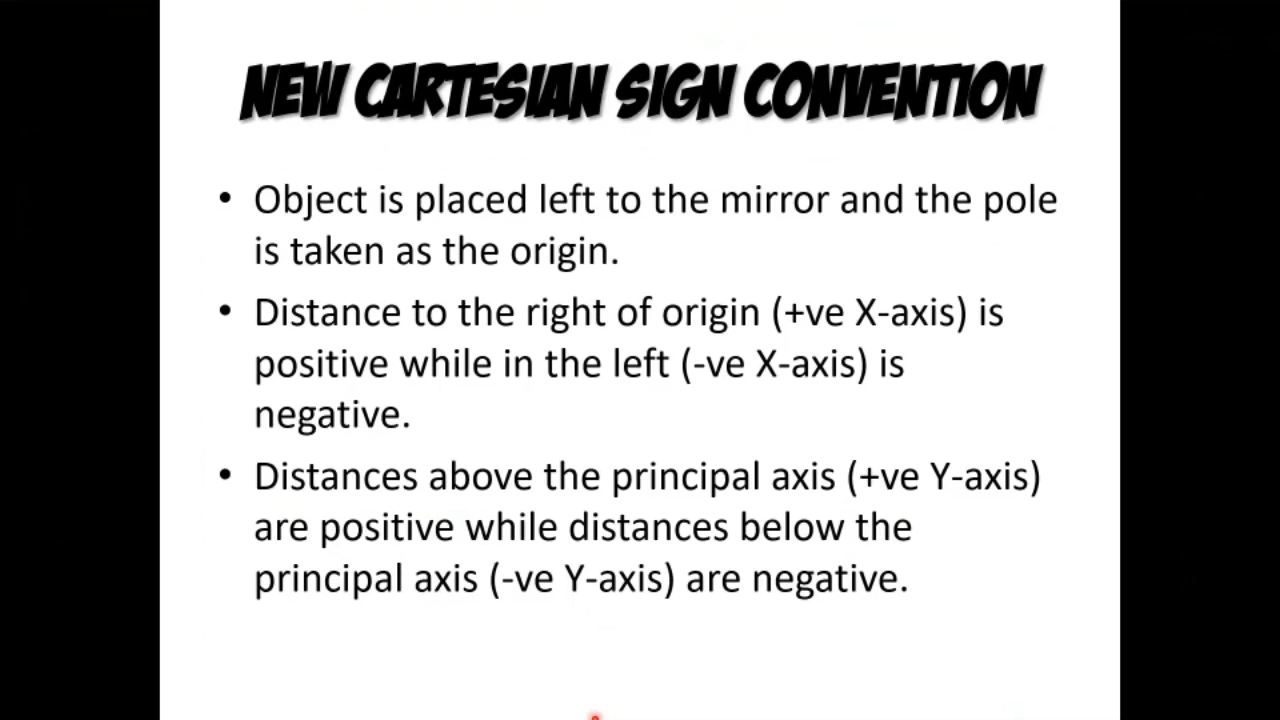 NEW CARTESIAN SIGN CONVENTION
• Object is placed left to the mirror and the pole
is taken as the origin.
• Distance to the right of origin (+ve X-axis) is
positive while in the left (-ve X-axis) is
negative.
• Distances above the principal axis (+ve Y-axis)
are positive while distances below the
principal axis (-ve Y-axis) are negative.